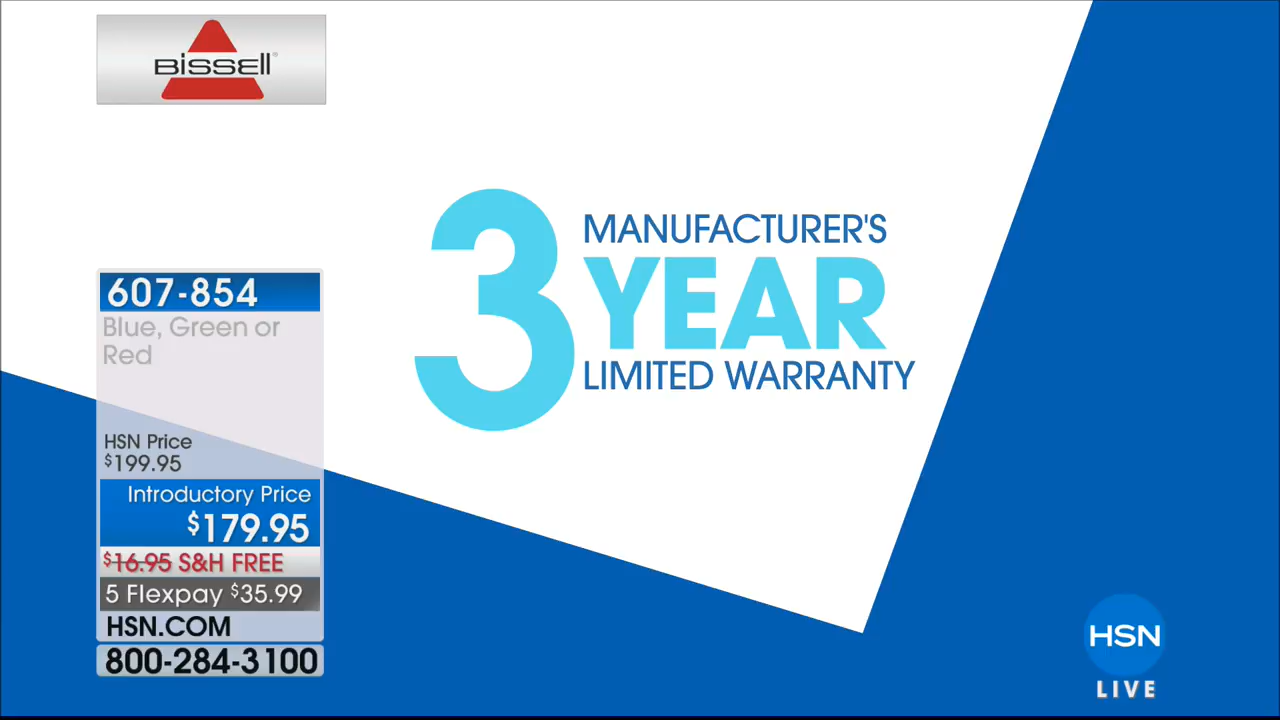 BISSELL®
MANUFACTURER'S
3 YEAR
LIMITED WARRANTY
607-854
Blue, Green or
Red
HSN Price
$199.95
Introductory Price
$179.95
$16.95 S&H FREE
5 Flexpay $35.99
HSN.COM
800-284-3100
HSN
LIVE